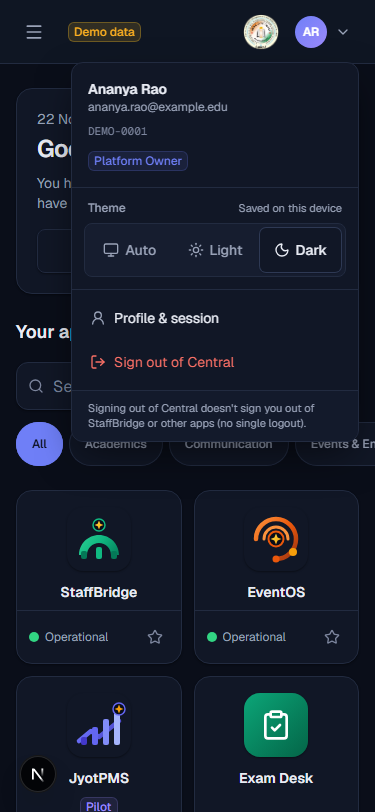 Demo data
AR
Ananya Rao
ananya.rao@example.edu
DEMO-0001
Platform Owner
22 No
Goo
You h
have
Theme
Saved on this device
Auto
Light
Dark
Profile & session
Sign out of Central
Signing out of Central doesn't sign you out of
StaffBridge or other apps (no single logout).
Your ap
Se
All
Academics
Communication
Events & En
StaffBridge
EventOS
Operational
Operational
JyotPMS
Exam Desk
N
Pilot